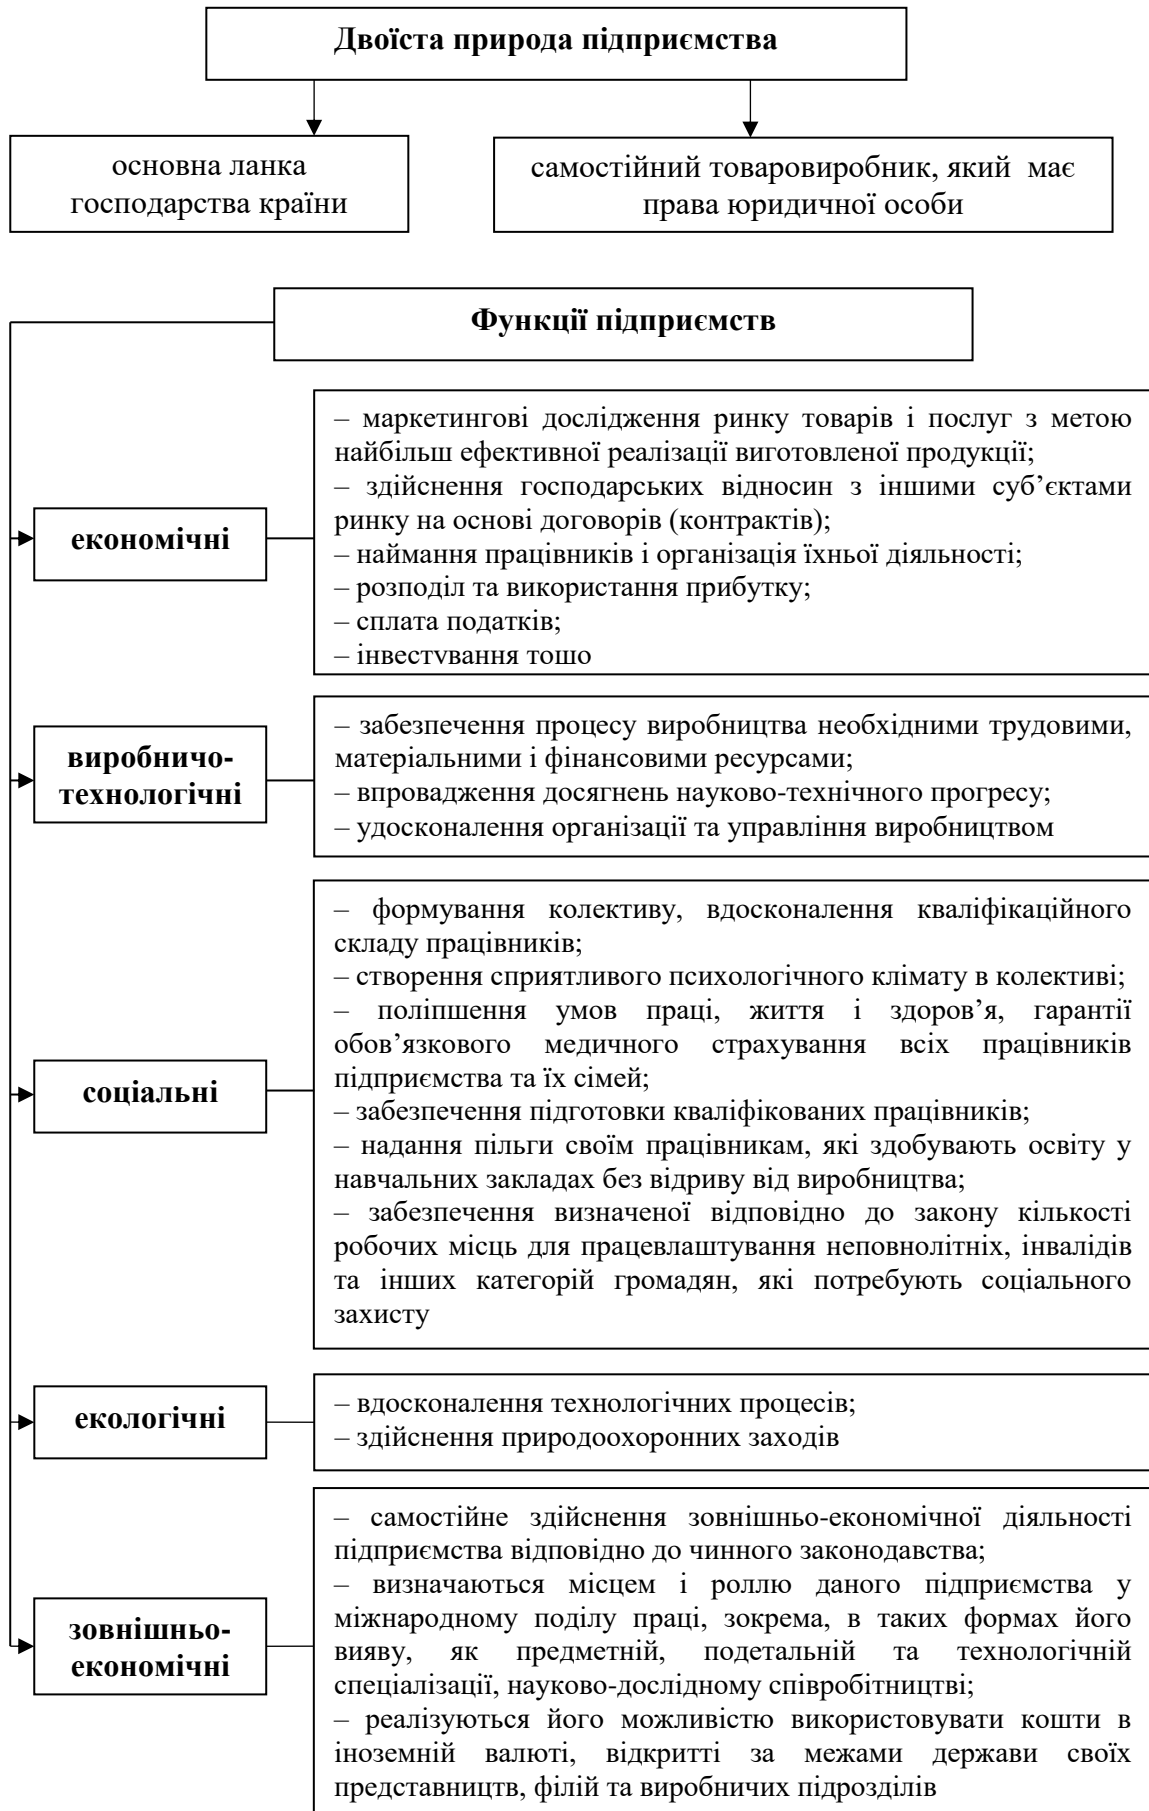 Двоїста природа підприємства
основна ланка
господарства країни
самостійний товаровиробник, який має
права юридичної особи
Функції підприємств
економічні
– маркетингові дослідження ринку товарів і послуг з метою
найбільш ефективної реалізації виготовленої продукції;
– здійснення господарських відносин з іншими суб’єктами
ринку на основі договорів (контрактів);
– наймання працівників і організація їхньої діяльності;
– розподіл та використання прибутку;
– сплата податків;
– інвестування тощо
виробничо-
технологічні
– забезпечення процесу виробництва необхідними трудовими,
матеріальними і фінансовими ресурсами;
– впровадження досягнень науково-технічного прогресу;
– удосконалення організації та управління виробництвом
соціальні
– формування колективу, вдосконалення кваліфікаційного
складу працівників;
– створення сприятливого психологічного клімату в колективі;
– поліпшення умов праці, життя і здоров’я, гарантії
обов’язкового медичного страхування всіх працівників
підприємства та їх сімей;
– забезпечення підготовки кваліфікованих працівників;
– надання пільги своїм працівникам, які здобувають освіту у
навчальних закладах без відриву від виробництва;
– забезпечення визначеної відповідно до закону кількості
робочих місць для працевлаштування неповнолітніх, інвалідів
та інших категорій громадян, які потребують соціального
захисту
екологічні
– вдосконалення технологічних процесів;
– здійснення природоохоронних заходів
зовнішньо-
економічні
– самостійне здійснення зовнішньо-економічної діяльності
підприємства відповідно до чинного законодавства;
– визначаються місцем і роллю даного підприємства у
міжнародному поділу праці, зокрема, в таких формах його
вияву, як предметній, подетальній та технологічній
спеціалізації, науково-дослідному співробітництві;
– реалізуються його можливістю використовувати кошти в
іноземній валюті, відкритті за межами держави своїх
представництв, філій та виробничих підрозділів